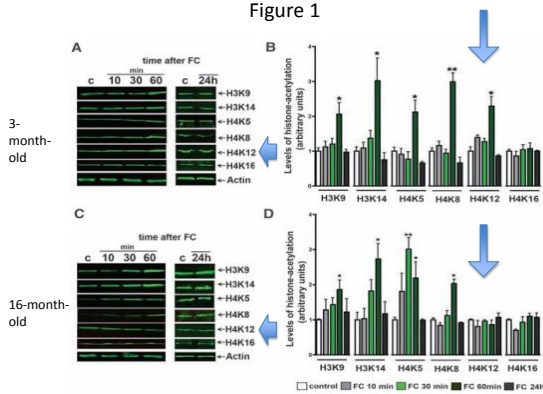 Figure 1
A
time after FC
min
c 10 30 60 c 24h
H3K9
H3K14
H4K5
H4K8
H4K12
H4K16
Actin
3-
month-
old
B
Levels of histone-acetylation
(arbitrary units)
4
3
2
1
0
* * * ** *
H3K9 H3K14 H4K5 H4K8 H4K12 H4K16
C
time after FC
min
c 10 30 60 c 24h
H3K9
H3K14
H4K5
H4K8
H4K12
H4K16
Actin
16-month-
old
D
Levels of histone-acetylation
(arbitrary units)
4
3
2
1
0
* * ** * *
H3K9 H3K14 H4K5 H4K8 H4K12 H4K16
control FC 10 min FC 30 min FC 60min FC 24h